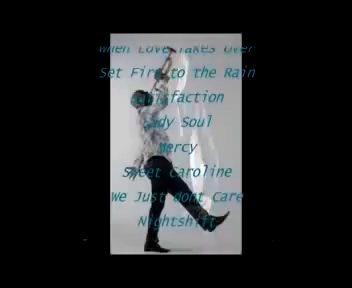 When Love Takes Over
Set Fire to the Rain
Satisfaction
Lady Soul
Mercy
Sweet Caroline
We Just dont Care
Nightshift